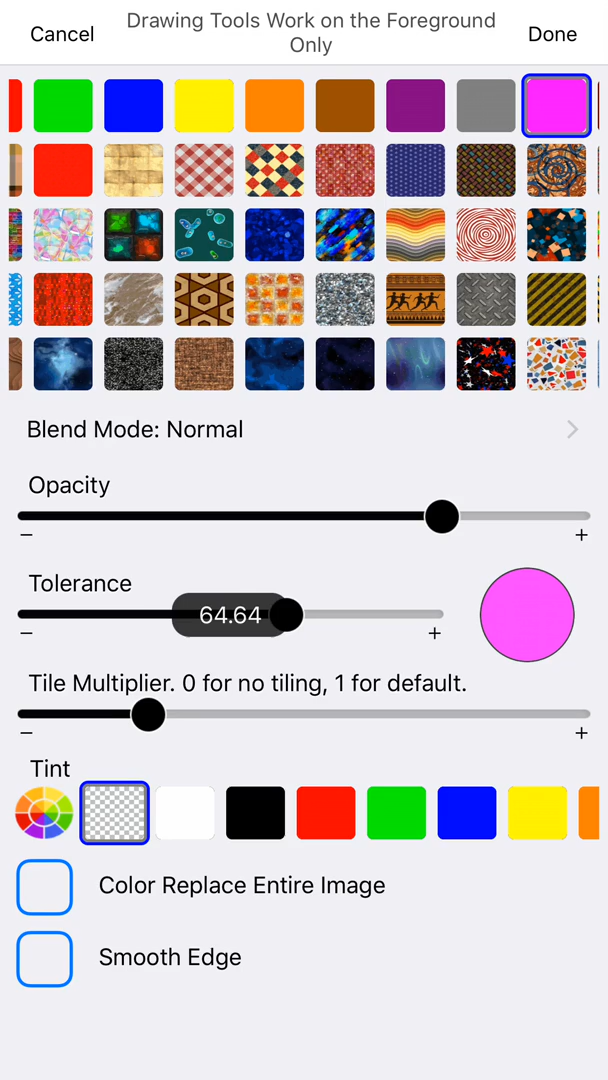 Cancel
Drawing Tools Work on the Foreground
Only
Done
Blend Mode: Normal
Opacity
− +
Tolerance
64.64
− +
Tile Multiplier. 0 for no tiling, 1 for default.
− +
Tint
Color Replace Entire Image
Smooth Edge